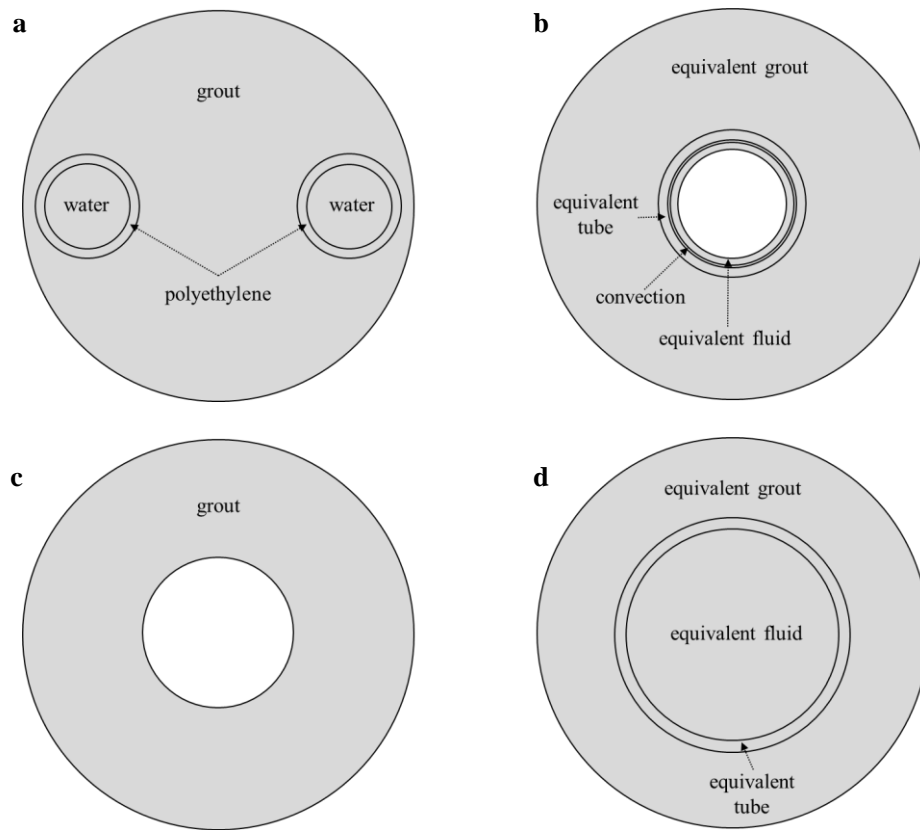 a
grout
water
water
polyethylene
b
equivalent grout
equivalent
tube
convection
equivalent fluid
c
grout
d
equivalent grout
equivalent fluid
equivalent
tube